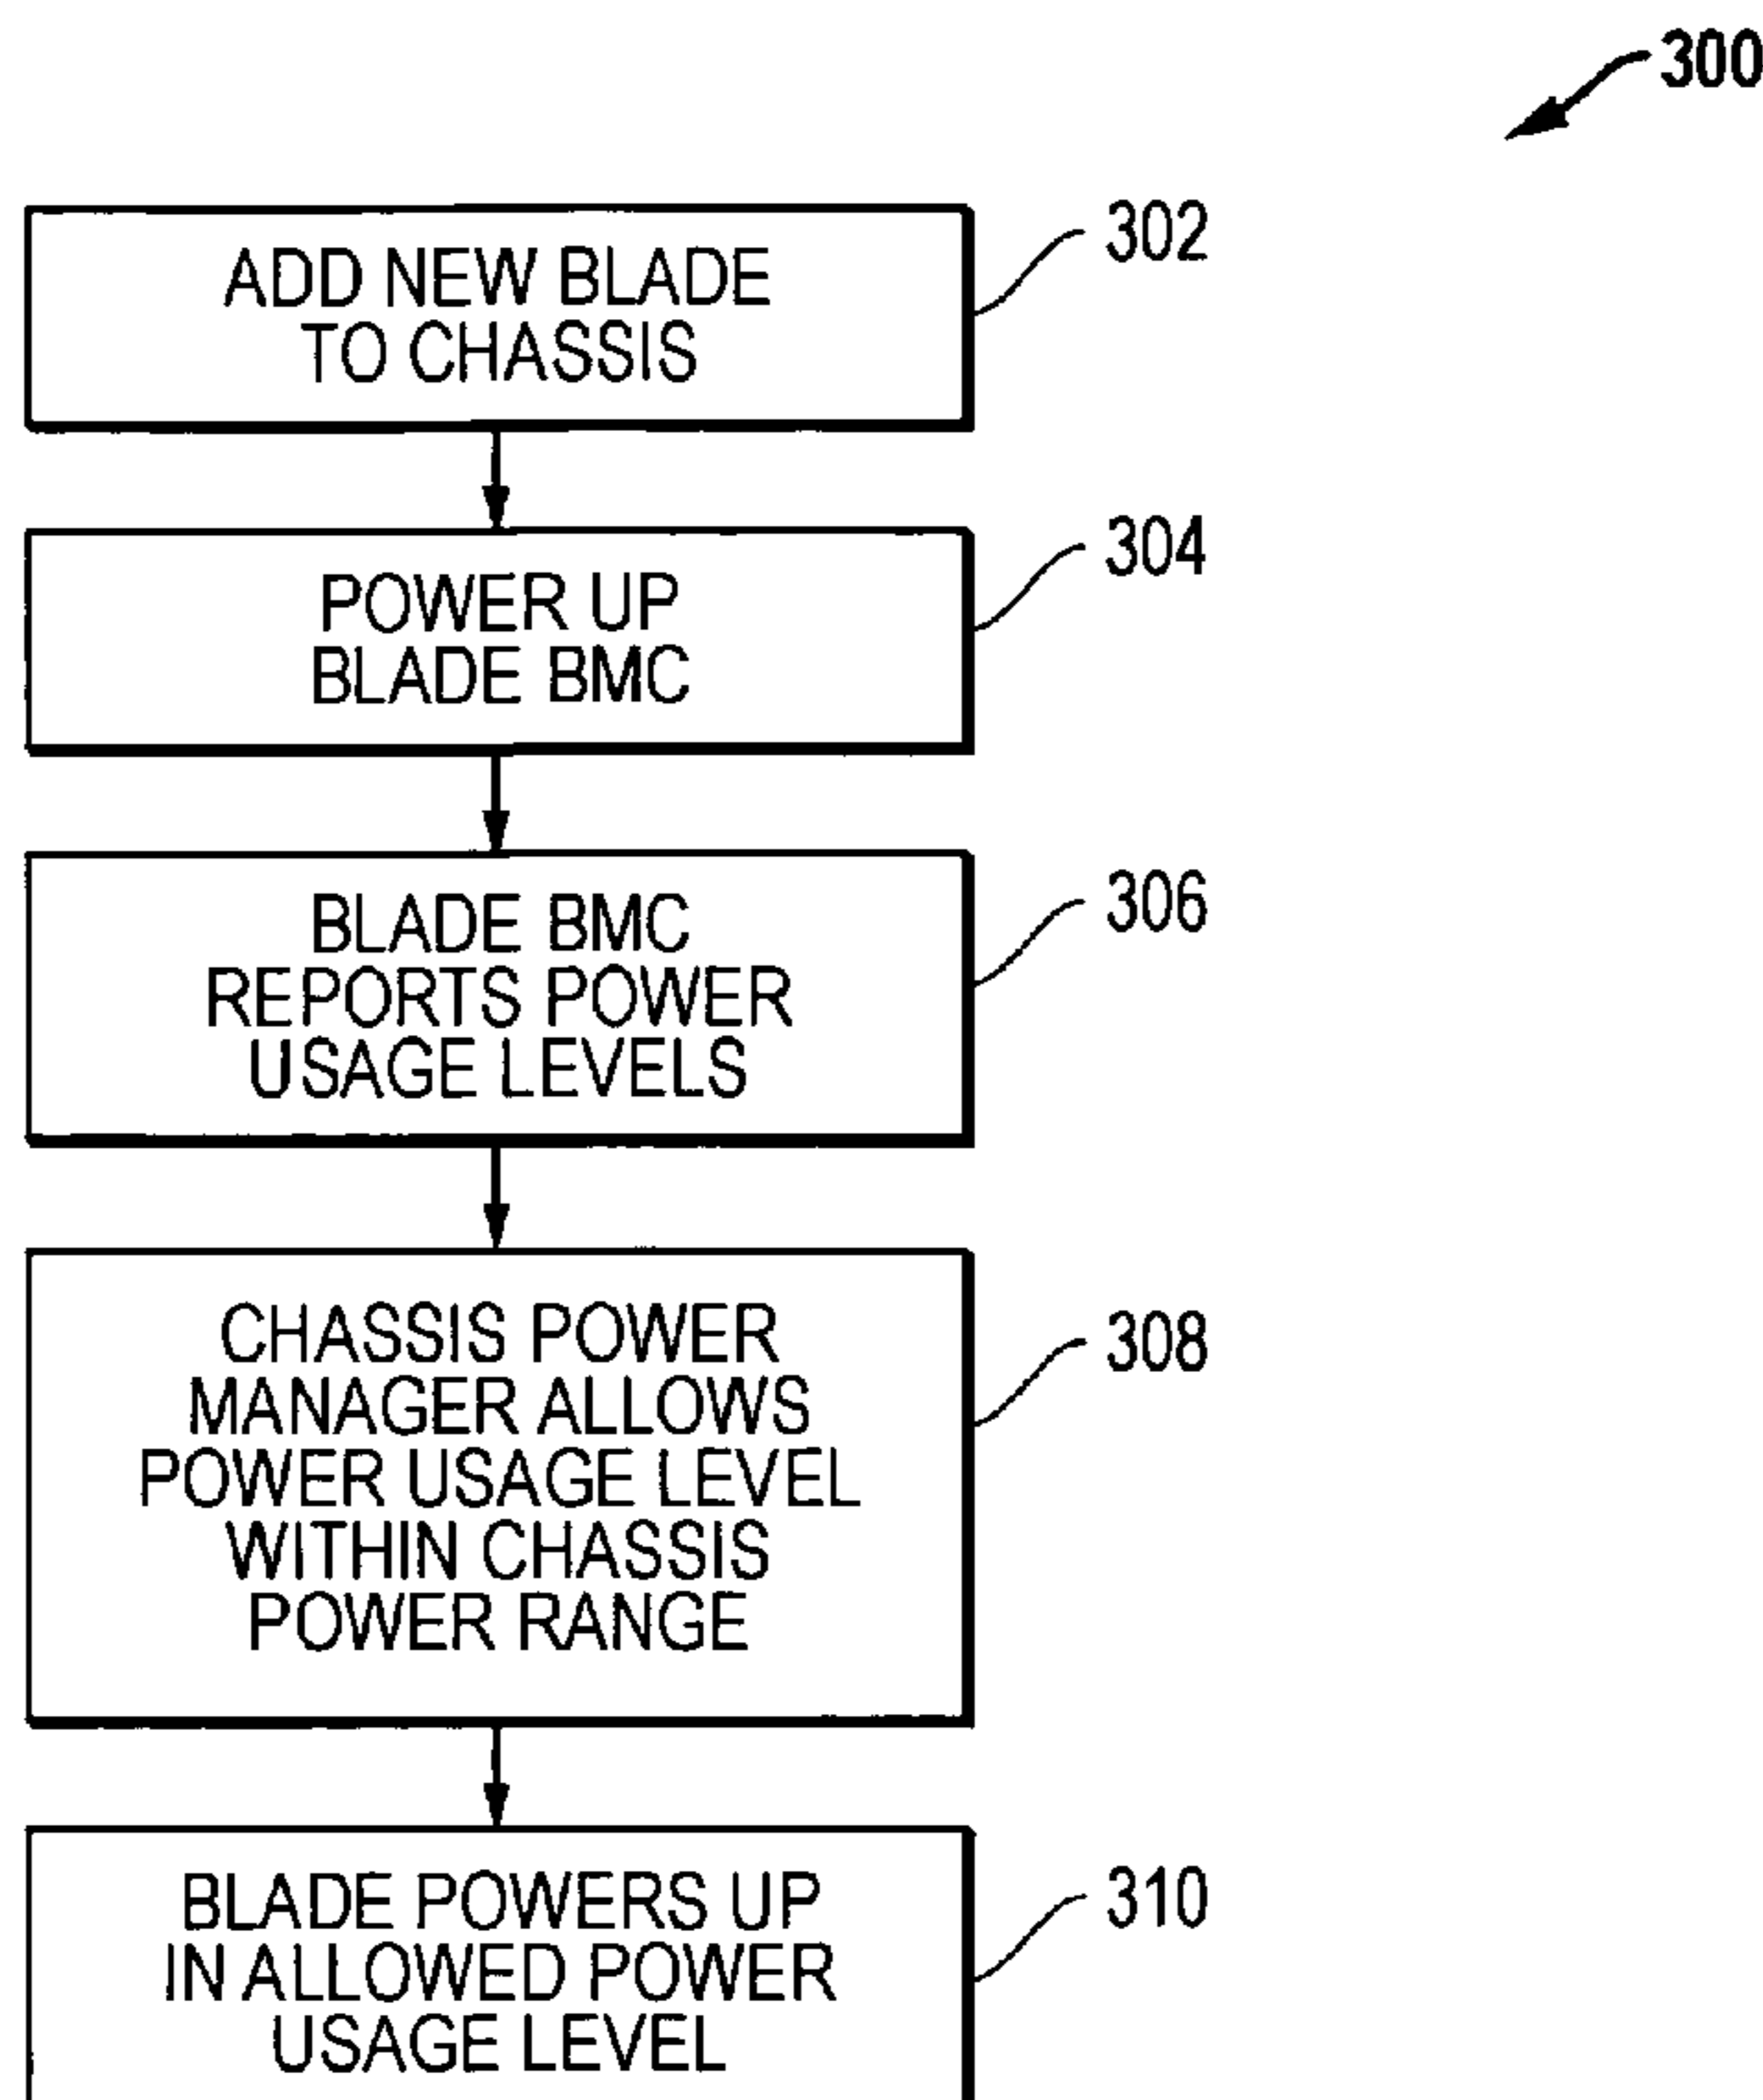 300
ADD NEW BLADE
TO CHASSIS
302
POWER UP
BLADE BMC
304
BLADE BMC
REPORTS POWER
USAGE LEVELS
306
CHASSIS POWER
MANAGER ALLOWS
POWER USAGE LEVEL
WITHIN CHASSIS
POWER RANGE
308
BLADE POWERS UP
IN ALLOWED POWER
USAGE LEVEL
310